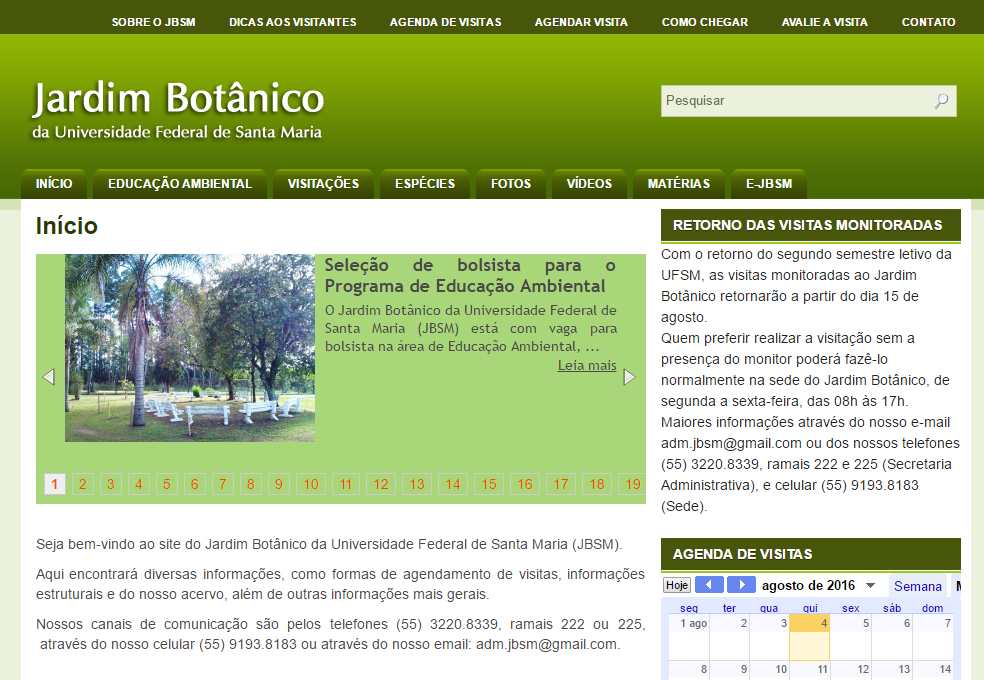 SOBRE O JBSM DICAS AOS VISITANTES AGENDA DE VISITAS AGENDAR VISITA COMO CHEGAR AVALIE A VISITA CONTATO
Jardim Botânico
da Universidade Federal de Santa Maria
Pesquisar
INÍCIO EDUCAÇÃO AMBIENTAL VISITAÇÕES ESPÉCIES FOTOS VÍDEOS MATÉRIAS E-JBSM
Início
Seleção de bolsista para o
Programa de Educação Ambiental
O Jardim Botânico da Universidade Federal de
Santa Maria (JBSM) está com vaga para
bolsista na área de Educação Ambiental, ...
Leia mais
1 2 3 4 5 6 7 8 9 10 11 12 13 14 15 16 17 18 19
Seja bem-vindo ao site do Jardim Botânico da Universidade Federal de Santa Maria (JBSM).
Aqui encontrará diversas informações, como formas de agendamento de visitas, informações
estruturais e do nosso acervo, além de outras informações mais gerais.
Nossos canais de comunicação são pelos telefones (55) 3220.8339, ramais 222 ou 225,
através do nosso celular (55) 9193.8183 ou através do nosso email: adm.jbsm@gmail.com.
RETORNO DAS VISITAS MONITORADAS
Com o retorno do segundo semestre letivo da
UFSM, as visitas monitoradas ao Jardim
Botânico retornarão a partir do dia 15 de
agosto.
Quem preferir realizar a visitação sem a
presença do monitor poderá fazê-lo
normalmente na sede do Jardim Botânico, de
segunda a sexta-feira, das 08h às 17h.
Maiores informações através do nosso e-mail
adm.jbsm@gmail.com ou dos nossos telefones
(55) 3220.8339, ramais 222 e 225 (Secretaria
Administrativa), e celular (55) 9193.8183
(Sede).
AGENDA DE VISITAS
Hoje agosto de 2016 Semana
seg ter qua qui sex sáb dom
1 ago 2 3 4 5 6 7
8 9 10 11 12 13 14